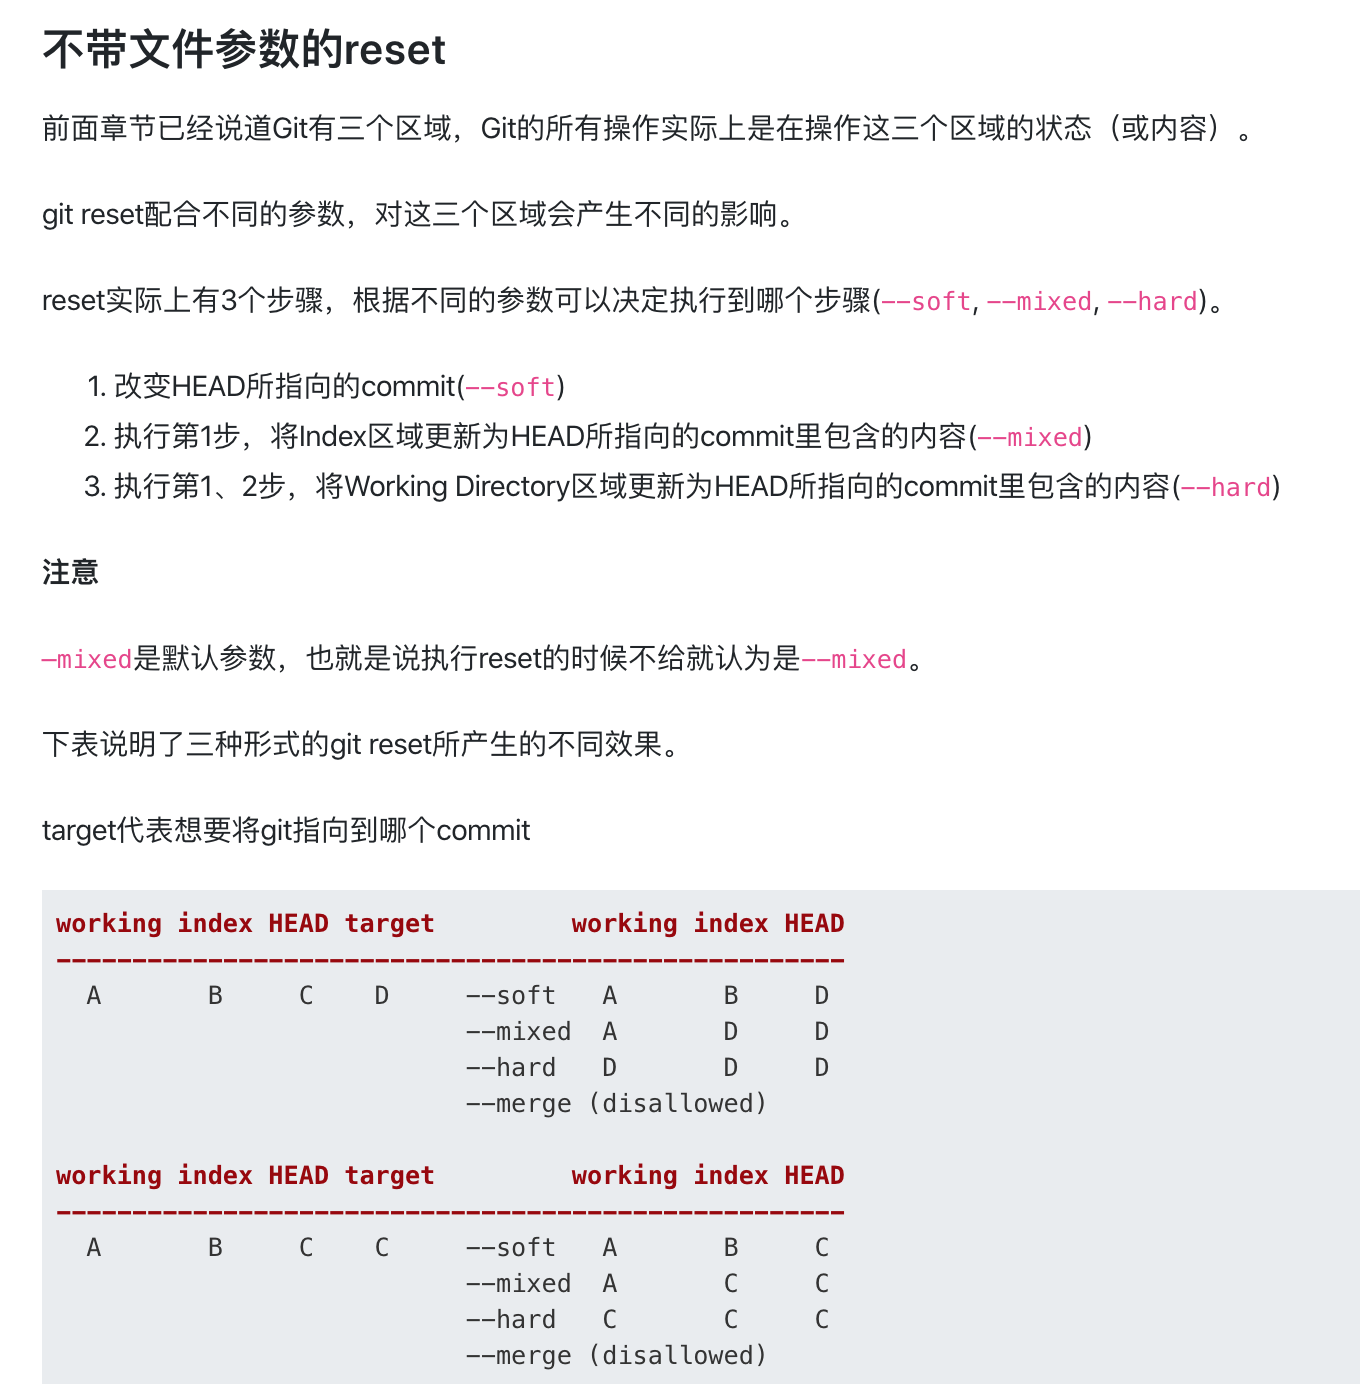 不带文件参数的reset
前面章节已经说道Git有三个区域，Git的所有操作实际上是在操作这三个区域的状态（或内容）。
git reset配合不同的参数，对这三个区域会产生不同的影响。
reset实际上有3个步骤，根据不同的参数可以决定执行到哪个步骤(--soft, --mixed, --hard)。
1. 改变HEAD所指向的commit(--soft)
2. 执行第1步，将Index区域更新为HEAD所指向的commit里包含的内容(--mixed)
3. 执行第1、2步，将Working Directory区域更新为HEAD所指向的commit里包含的内容(--hard)
注意
—mixed是默认参数，也就是说执行reset的时候不给就认为是--mixed。
下表说明了三种形式的git reset所产生的不同效果。
target代表想要将git指向到哪个commit
working index HEAD target         working index HEAD
----------------------------------------------------
  A       B     C    D     --soft   A       B     D
                           --mixed  A       D     D
                           --hard   D       D     D
                           --merge (disallowed)
working index HEAD target         working index HEAD
----------------------------------------------------
  A       B     C    C     --soft   A       B     C
                           --mixed  A       C     C
                           --hard   C       C     C
                           --merge (disallowed)